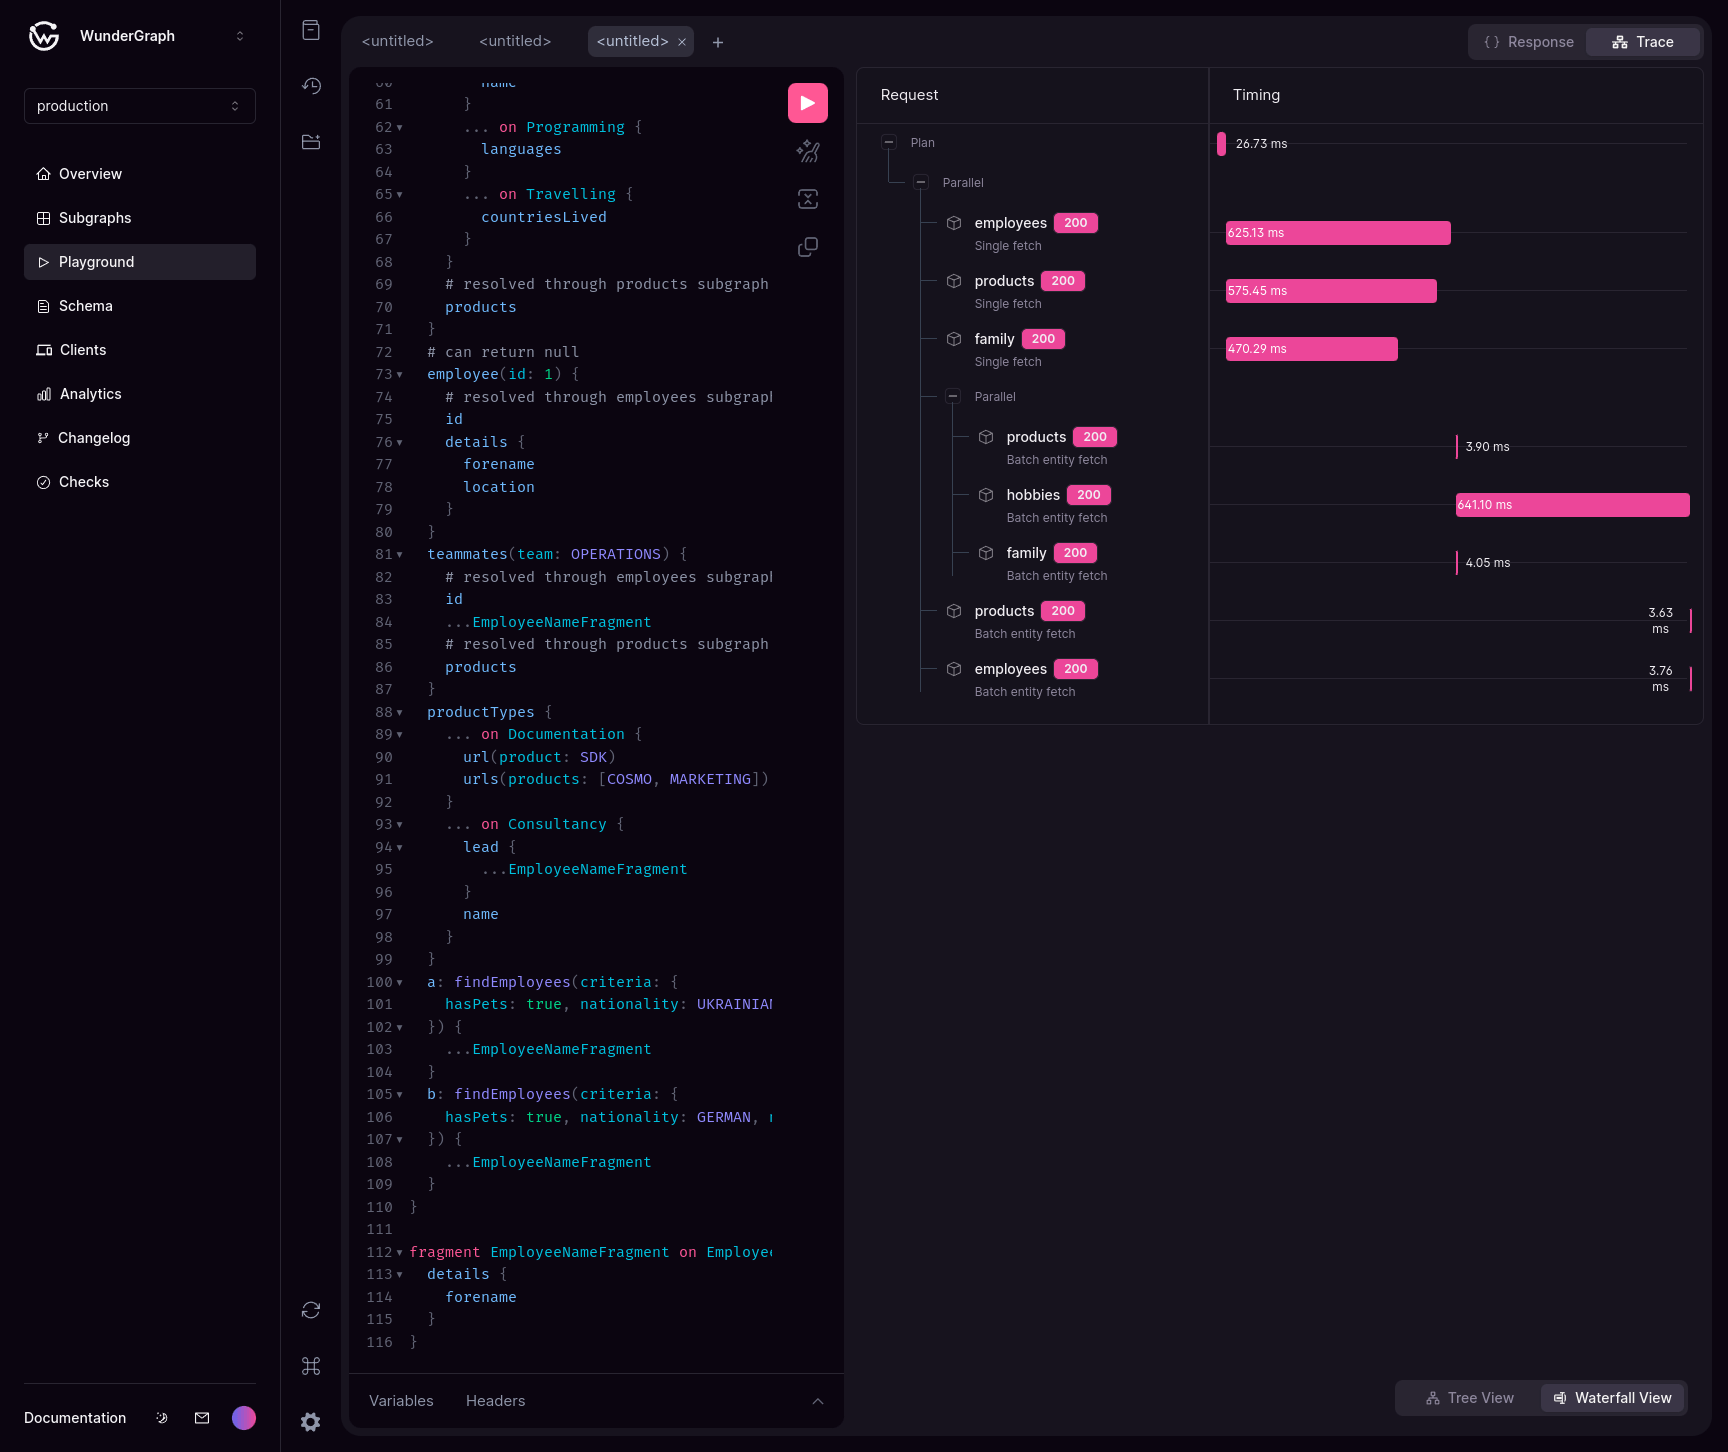 WunderGraph
production
Overview
Subgraphs
Playground
Schema
Clients
Analytics
Changelog
Checks
Documentation
<untitled>
<untitled>
<untitled>
Response
Trace
60 name
61 }
62 ... on Programming {
63 languages
64 }
65 ... on Travelling {
66 countriesLived
67 }
68 }
69 # resolved through products subgraph
70 products
71 }
72 # can return null
73 employee(id: 1) {
74 # resolved through employees subgraph
75 id
76 details {
77 forename
78 location
79 }
80 }
81 teammates(team: OPERATIONS) {
82 # resolved through employees subgraph
83 id
84 ...EmployeeNameFragment
85 # resolved through products subgraph
86 products
87 }
88 productTypes {
89 ... on Documentation {
90 url(product: SDK)
91 urls(products: [COSMO, MARKETING])
92 }
93 ... on Consultancy {
94 lead {
95 ...EmployeeNameFragment
96 }
97 name
98 }
99 }
100 a: findEmployees(criteria: {
101 hasPets: true, nationality: UKRAINIAN
102 }) {
103 ...EmployeeNameFragment
104 }
105 b: findEmployees(criteria: {
106 hasPets: true, nationality: GERMAN,
107 }) {
108 ...EmployeeNameFragment
109 }
110 }
111
112 fragment EmployeeNameFragment on Employee
113 details {
114 forename
115 }
116 }
Variables Headers
Request Timing
Plan 26.73 ms
Parallel
employees 200 625.13 ms
Single fetch
products 200 575.45 ms
Single fetch
family 200 470.29 ms
Single fetch
Parallel
products 200 3.90 ms
Batch entity fetch
hobbies 200 641.10 ms
Batch entity fetch
family 200 4.05 ms
Batch entity fetch
products 200 3.63 ms
Batch entity fetch
employees 200 3.76 ms
Batch entity fetch
Tree View Waterfall View